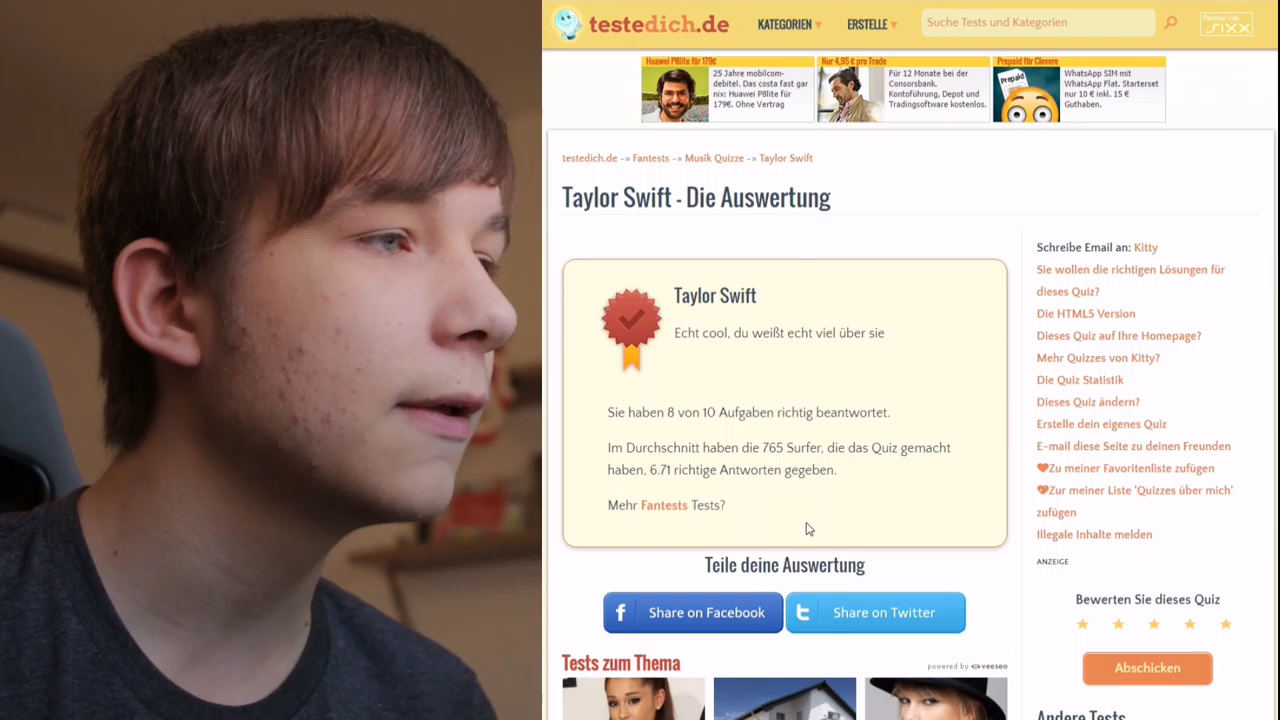 testedich.de
KATEGORIEN
ERSTELLE
Suche Tests und Kategorien
Partner von
sixx
Huawei P8lite für 179€
25 Jahre mobilcom-
debitel. Das costa fast gar
nix: Huawei P8lite für
179€. Ohne Vertrag
Nur 4,95 € pro Trade
Für 12 Monate bei der
Consorsbank.
Kontoführung, Depot und
Tradingsoftware kostenlos.
Prepaid für Clevere
Prepaid
WhatsApp SIM mit
WhatsApp Flat. Starterset
nur 10 € inkl. 15 €
Guthaben.
testedich.de -» Fantests -» Musik Quizze -» Taylor Swift
Taylor Swift - Die Auswertung
Taylor Swift
Echt cool, du weißt echt viel über sie
Sie haben 8 von 10 Aufgaben richtig beantwortet.
Im Durchschnitt haben die 765 Surfer, die das Quiz gemacht
haben, 6.71 richtige Antworten gegeben.
Mehr Fantests Tests?
Teile deine Auswertung
Share on Facebook
Share on Twitter
Tests zum Thema
powered by veeseo
Schreibe Email an: Kitty
Sie wollen die richtigen Lösungen für
dieses Quiz?
Die HTML5 Version
Dieses Quiz auf Ihre Homepage?
Mehr Quizzes von Kitty?
Die Quiz Statistik
Dieses Quiz ändern?
Erstelle dein eigenes Quiz
E-mail diese Seite zu deinen Freunden
Zu meiner Favoritenliste zufügen
Zur meiner Liste 'Quizzes über mich'
zufügen
Illegale Inhalte melden
ANZEIGE
Bewerten Sie dieses Quiz
Abschicken
Andere Tests